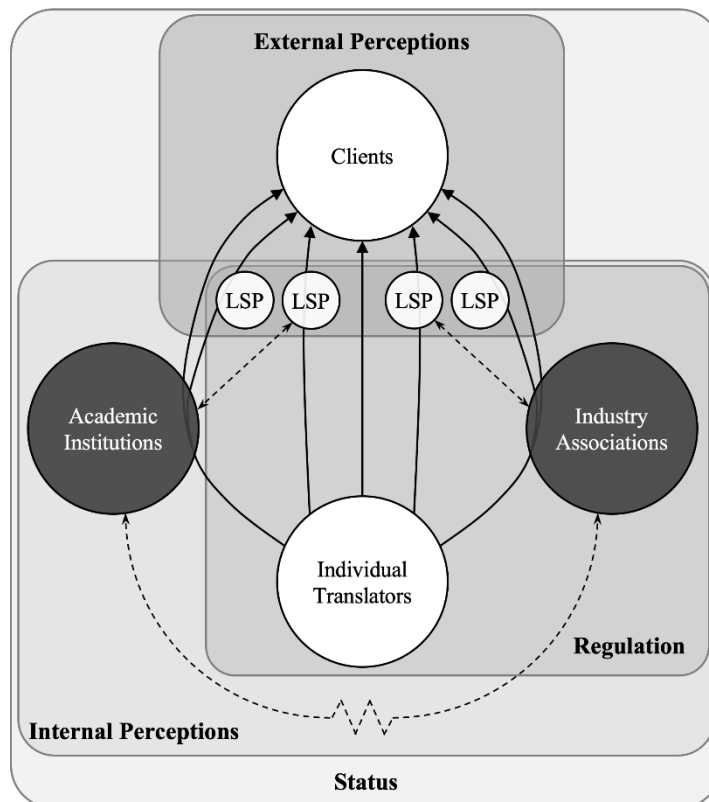 External Perceptions
Clients
LSP
LSP
LSP
LSP
Academic
Institutions
Industry
Associations
Individual
Translators
Regulation
Internal Perceptions
Status